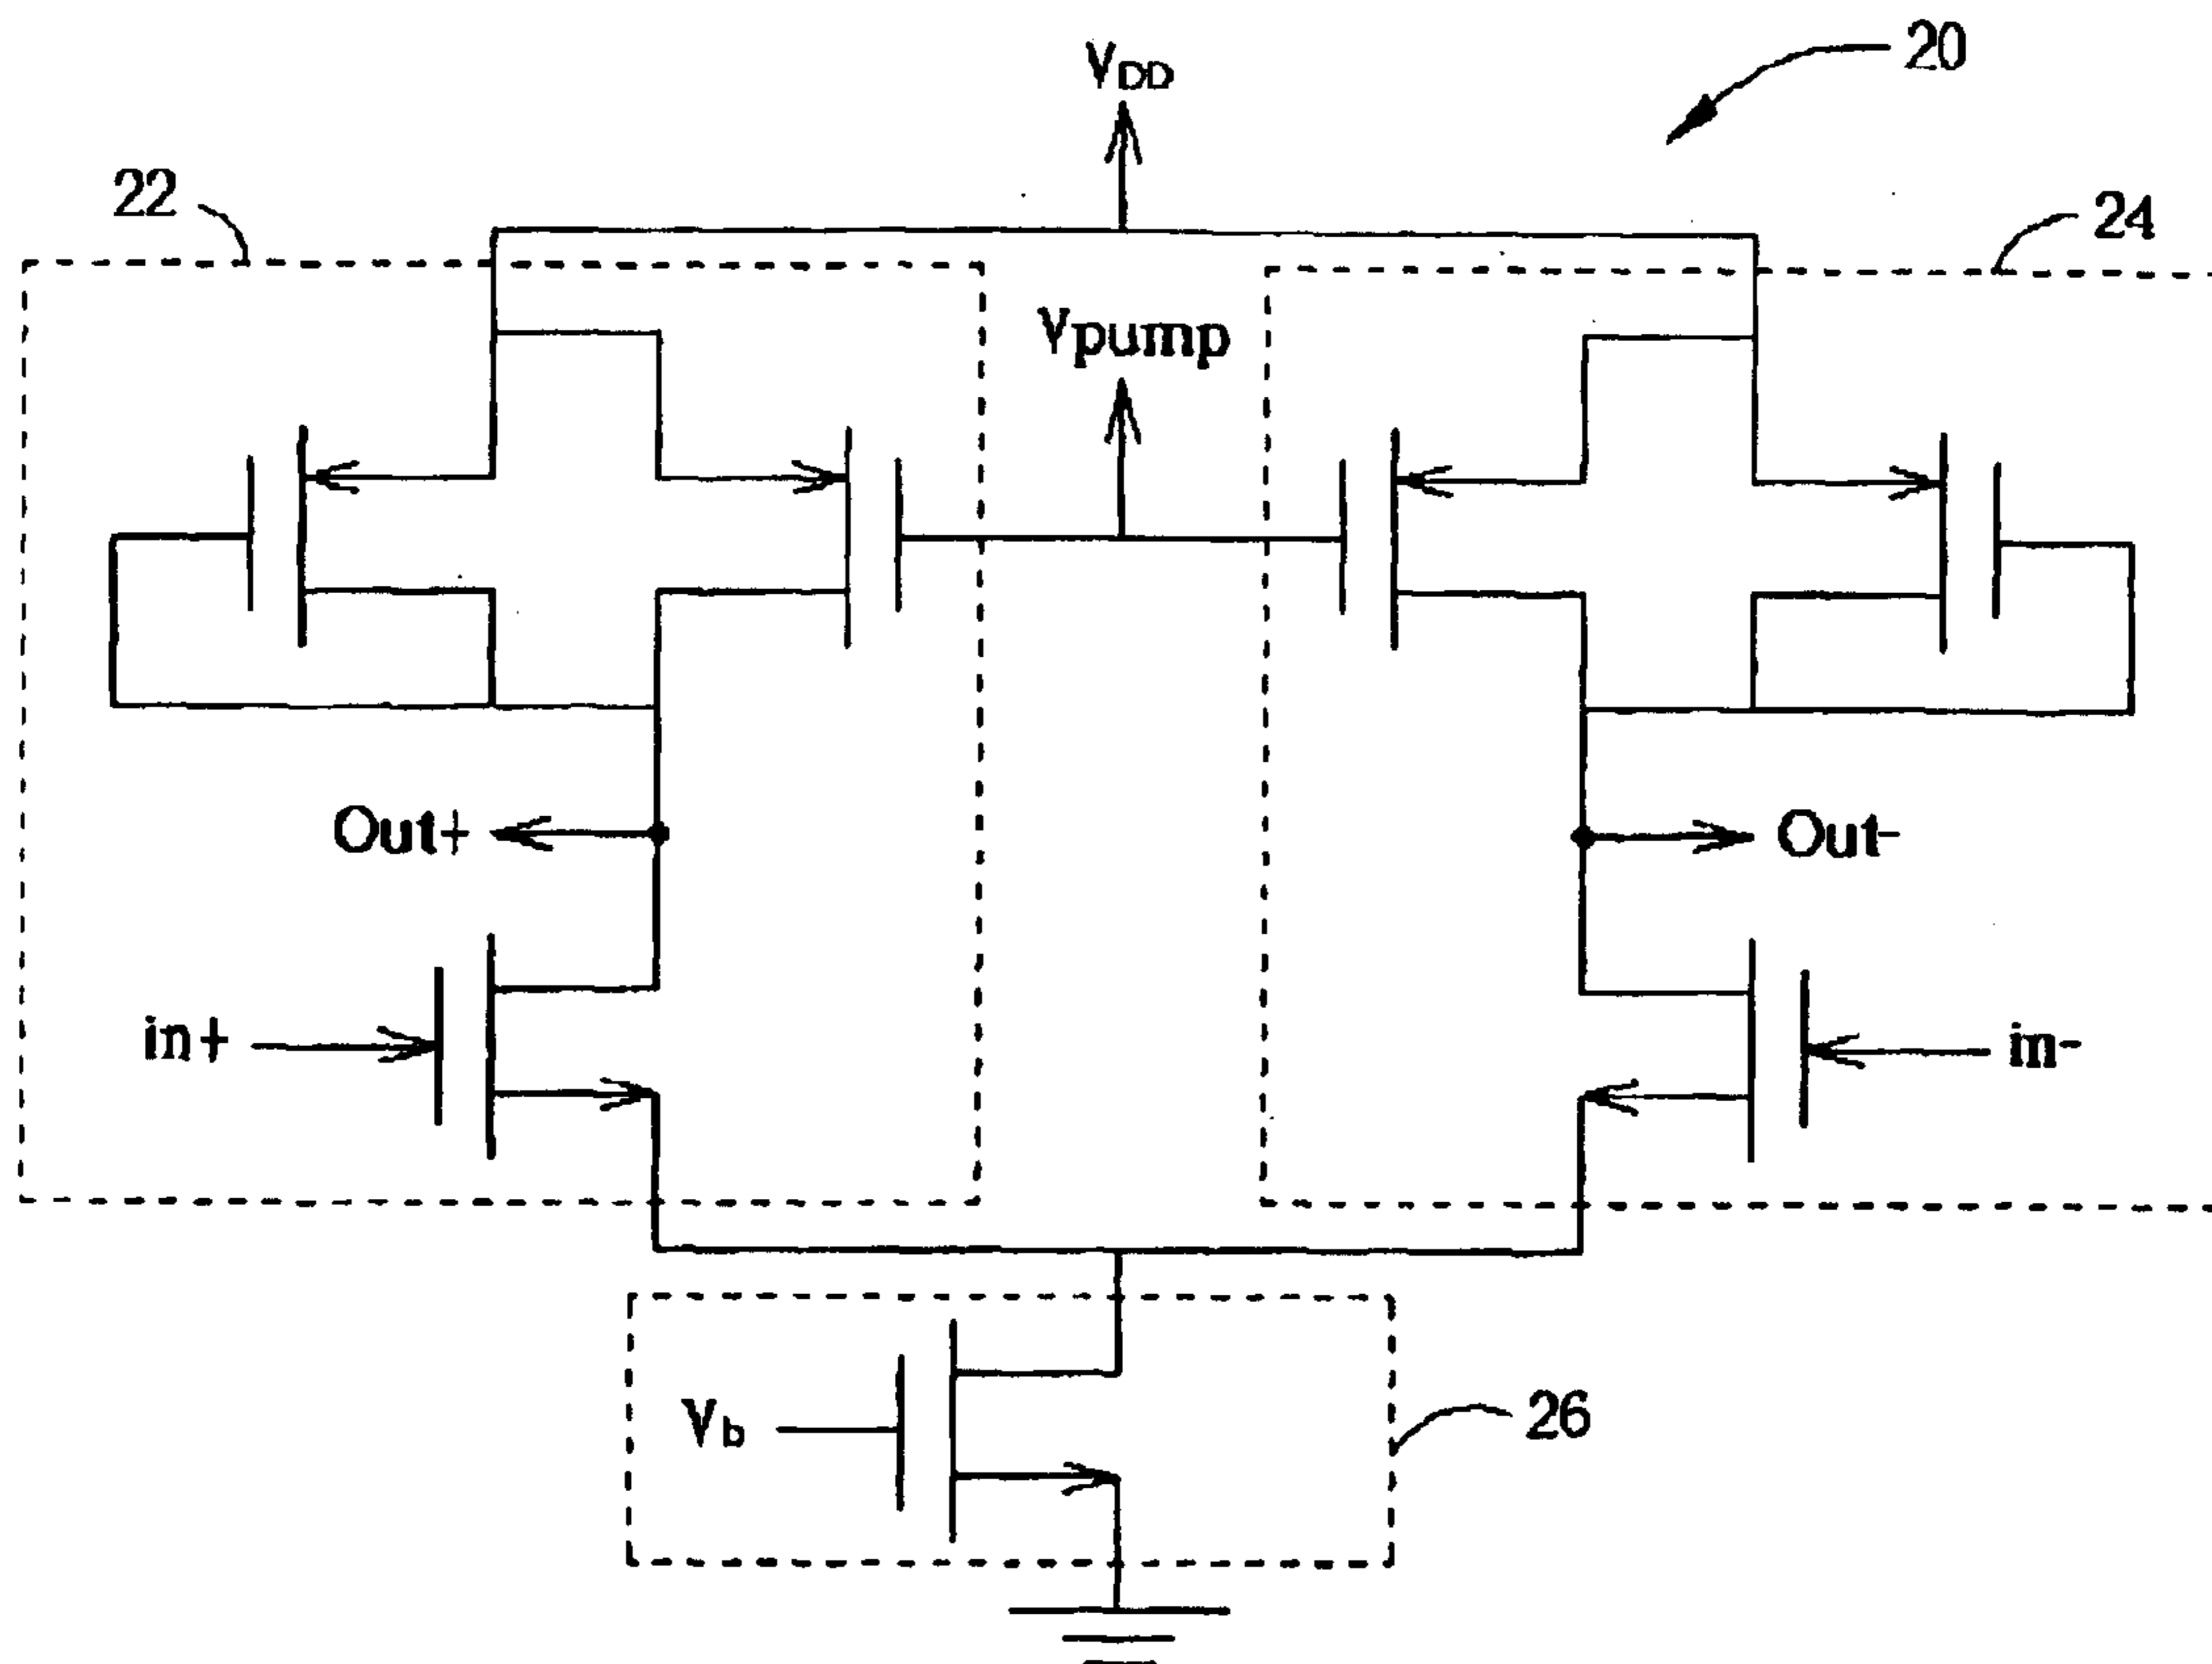 20
VDD
22
24
Vpump
Out+
Out-
in+
in-
Vb
26